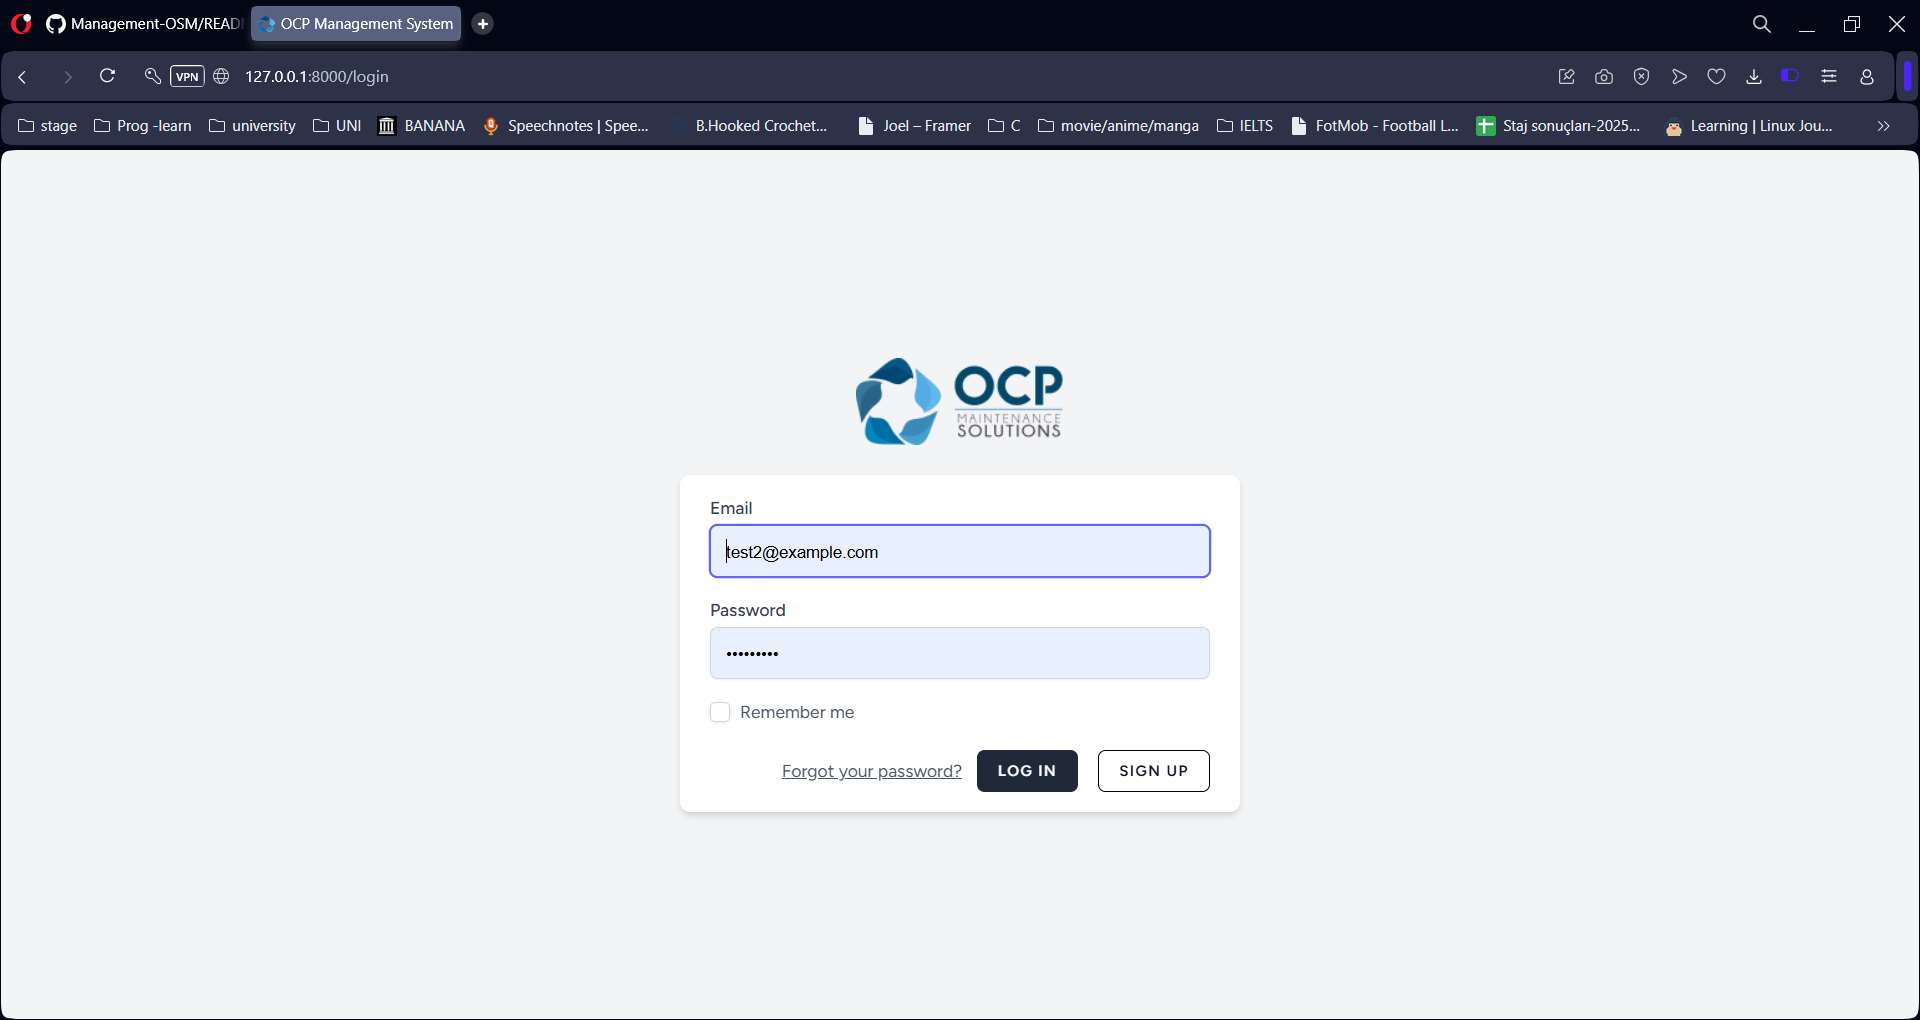 Management-OSM/READ
OCP Management System
VPN
127.0.0.1:8000/login
stage
Prog -learn
university
UNI
BANANA
Speechnotes | Spee...
B.Hooked Crochet...
Joel – Framer
C
movie/anime/manga
IELTS
FotMob - Football L...
Staj sonuçları-2025...
Learning | Linux Jou...
OCP
MAINTENANCE
SOLUTIONS
Email
test2@example.com
Password
•••••••••
Remember me
Forgot your password?
LOG IN
SIGN UP